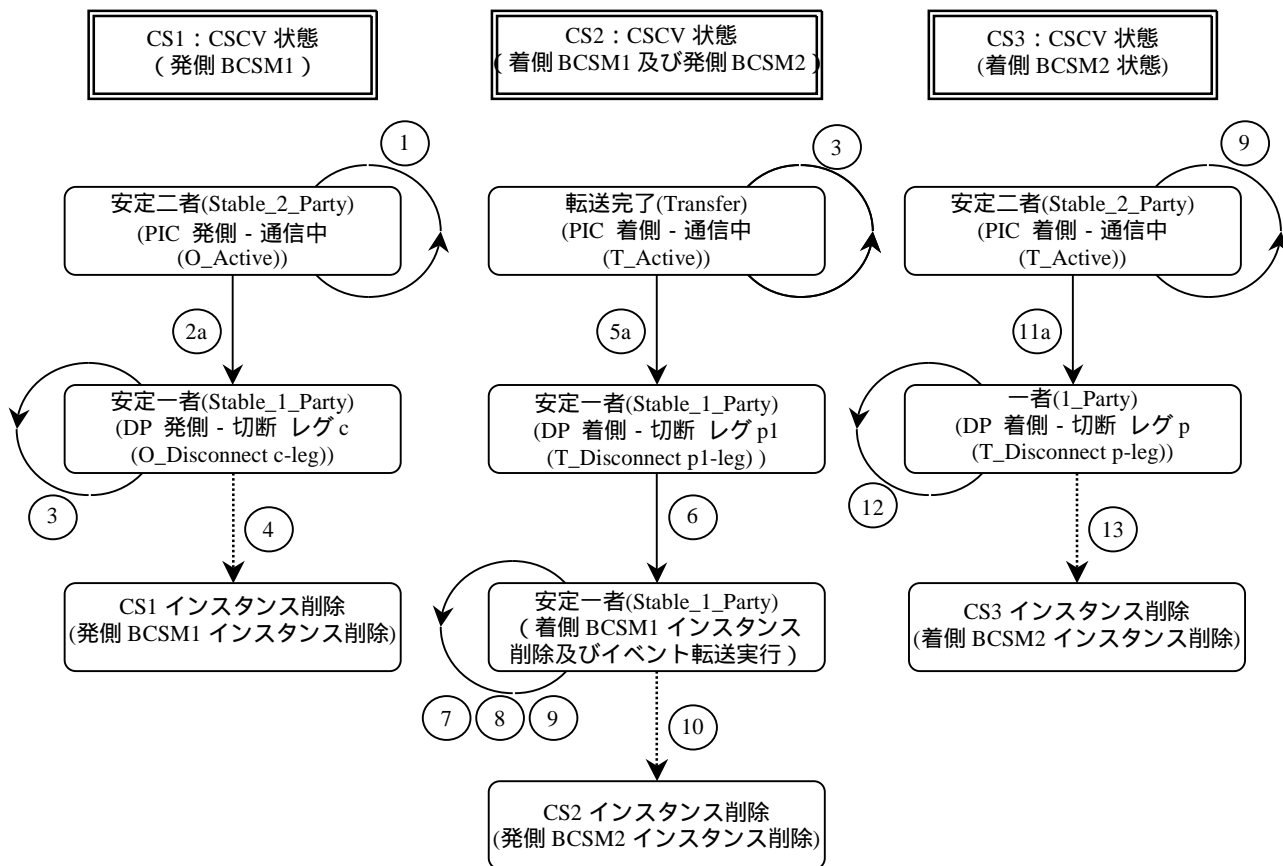 CS1：CSCV 状態
（発側 BCSM1）
CS2：CSCV 状態
（着側 BCSM1 及び発側 BCSM2）
CS3：CSCV 状態
(着側 BCSM2 状態)
1
3
9
安定二者(Stable_2_Party)
(PIC 発側 - 通信中
(O_Active))
転送完了(Transfer)
(PIC 着側 - 通信中
(T_Active))
安定二者(Stable_2_Party)
(PIC 着側 - 通信中
(T_Active))
2a
5a
11a
安定一者(Stable_1_Party)
(DP 発側 - 切断 レグ c
(O_Disconnect c-leg))
安定一者(Stable_1_Party)
(DP 着側 - 切断 レグ p1
(T_Disconnect p1-leg) )
一者(1_Party)
(DP 着側 - 切断 レグ p
(T_Disconnect p-leg))
3
4
6
12
13
CS1 インスタンス削除
(発側 BCSM1 インスタンス削除)
安定一者(Stable_1_Party)
（着側 BCSM1 インスタンス
削除及びイベント転送実行）
CS3 インスタンス削除
(着側 BCSM2 インスタンス削除)
7 8 9
10
CS2 インスタンス削除
(発側 BCSM2 インスタンス削除)